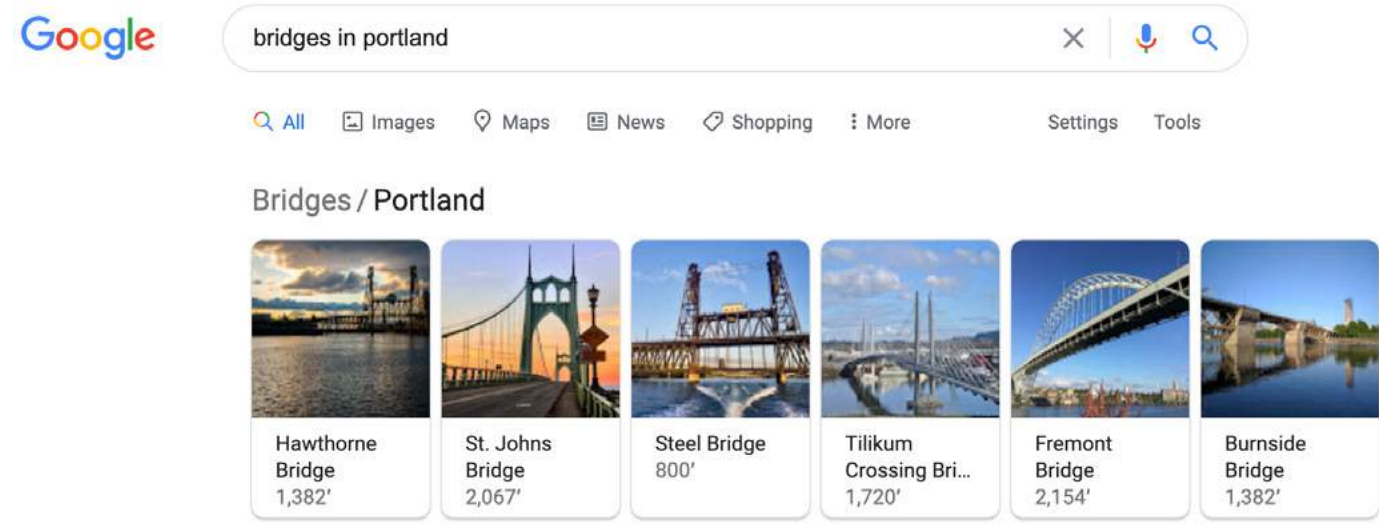 Google
bridges in portland
All Images Maps News Shopping More Settings Tools
Bridges / Portland
Hawthorne
Bridge
1,382′
St. Johns
Bridge
2,067′
Steel Bridge
800′
Tilikum
Crossing Bri...
1,720′
Fremont
Bridge
2,154′
Burnside
Bridge
1,382′